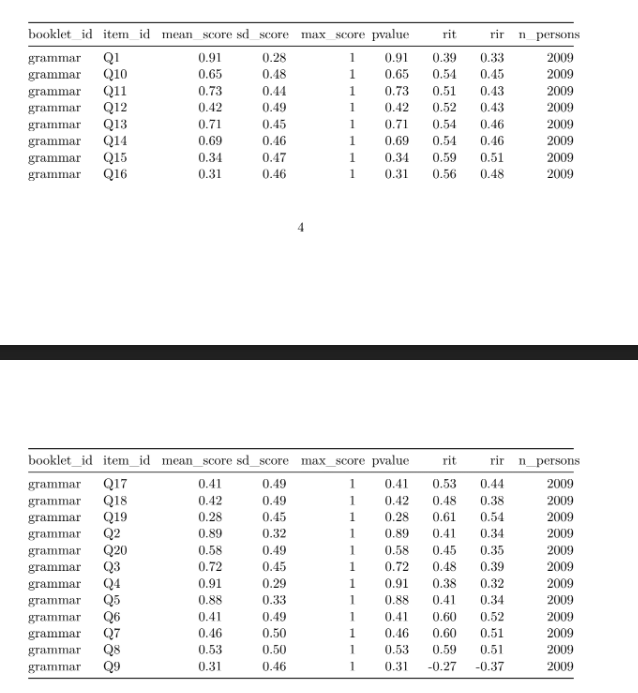 booklet_id item_id mean_score sd_score max_score pvalue rit rir n_persons
grammar Q1 0.91 0.28 1 0.91 0.39 0.33 2009
grammar Q10 0.65 0.48 1 0.65 0.54 0.45 2009
grammar Q11 0.73 0.44 1 0.73 0.51 0.43 2009
grammar Q12 0.42 0.49 1 0.42 0.52 0.43 2009
grammar Q13 0.71 0.45 1 0.71 0.54 0.46 2009
grammar Q14 0.69 0.46 1 0.69 0.54 0.46 2009
grammar Q15 0.34 0.47 1 0.34 0.59 0.51 2009
grammar Q16 0.31 0.46 1 0.31 0.56 0.48 2009
4
booklet_id item_id mean_score sd_score max_score pvalue rit rir n_persons
grammar Q17 0.41 0.49 1 0.41 0.53 0.44 2009
grammar Q18 0.42 0.49 1 0.42 0.48 0.38 2009
grammar Q19 0.28 0.45 1 0.28 0.61 0.54 2009
grammar Q2 0.89 0.32 1 0.89 0.41 0.34 2009
grammar Q20 0.58 0.49 1 0.58 0.45 0.35 2009
grammar Q3 0.72 0.45 1 0.72 0.48 0.39 2009
grammar Q4 0.91 0.29 1 0.91 0.38 0.32 2009
grammar Q5 0.88 0.33 1 0.88 0.41 0.34 2009
grammar Q6 0.41 0.49 1 0.41 0.60 0.52 2009
grammar Q7 0.46 0.50 1 0.46 0.60 0.51 2009
grammar Q8 0.53 0.50 1 0.53 0.59 0.51 2009
grammar Q9 0.31 0.46 1 0.31 -0.27 -0.37 2009